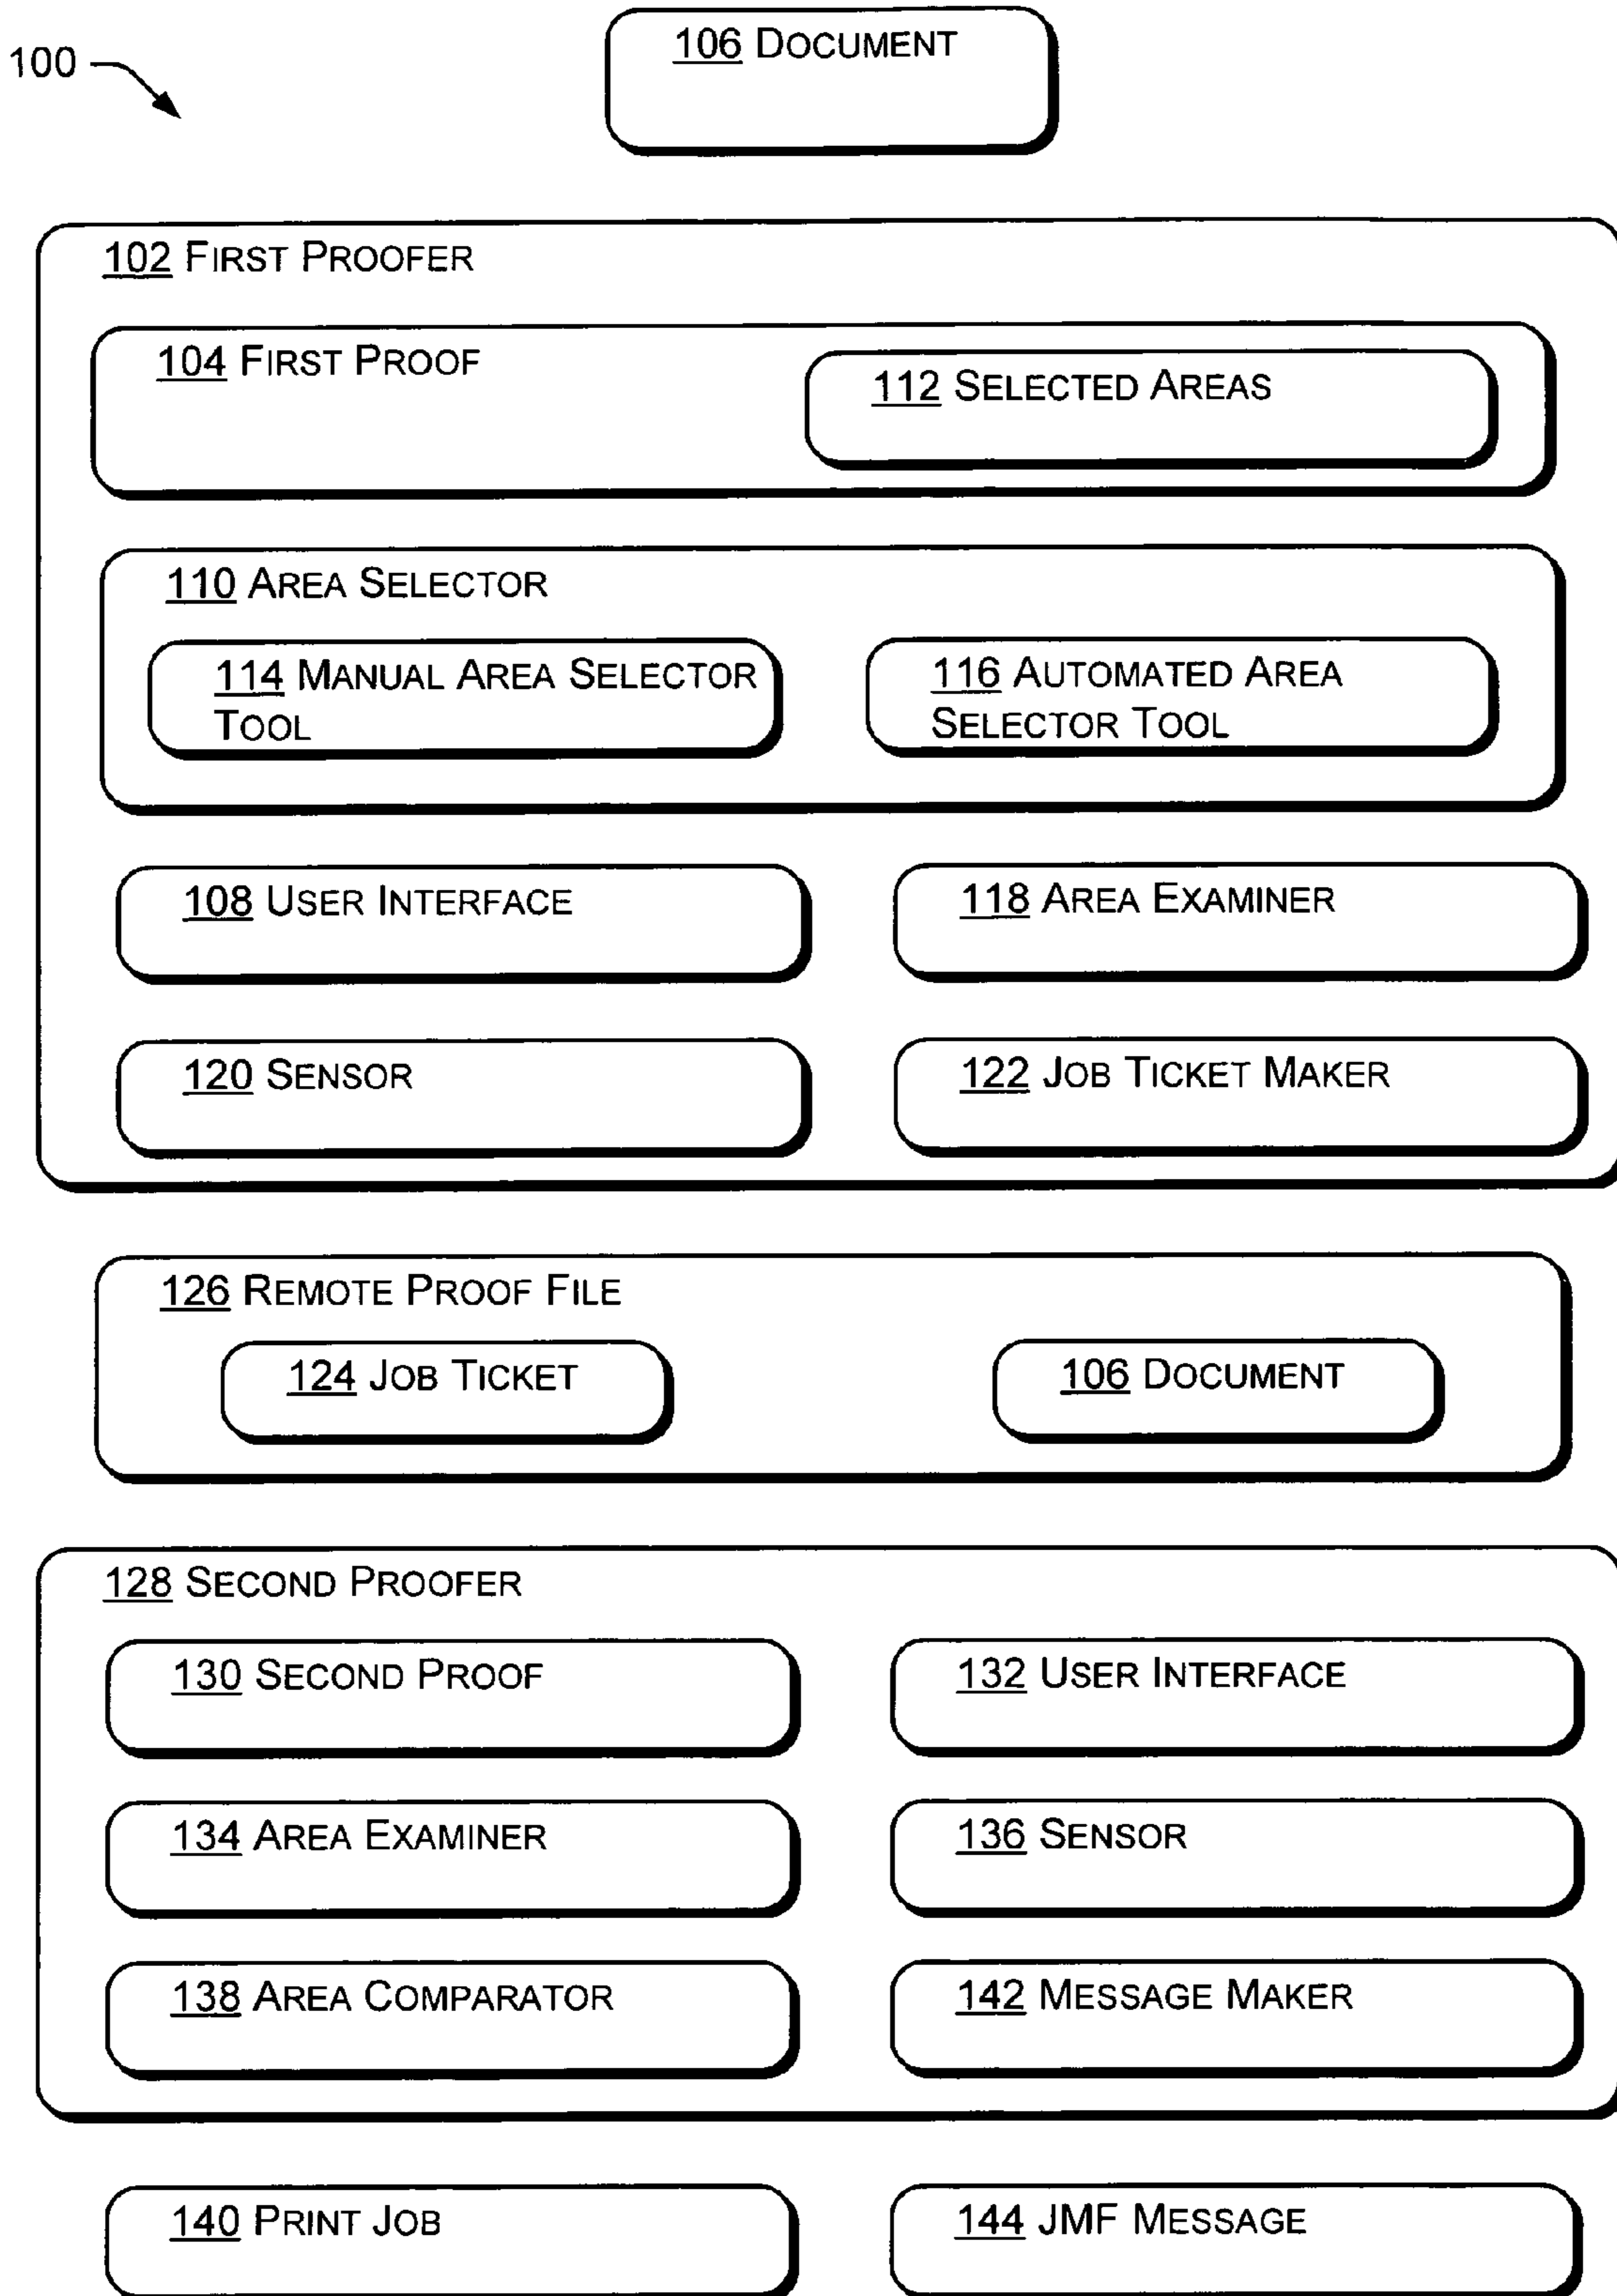 106 DOCUMENT
100
102 FIRST PROOFER
104 FIRST PROOF
112 SELECTED AREAS
110 AREA SELECTOR
114 MANUAL AREA SELECTOR
TOOL
116 AUTOMATED AREA
SELECTOR TOOL
108 USER INTERFACE
118 AREA EXAMINER
120 SENSOR
122 JOB TICKET MAKER
126 REMOTE PROOF FILE
124 JOB TICKET
106 DOCUMENT
128 SECOND PROOFER
130 SECOND PROOF
132 USER INTERFACE
134 AREA EXAMINER
136 SENSOR
138 AREA COMPARATOR
142 MESSAGE MAKER
140 PRINT JOB
144 JMF MESSAGE